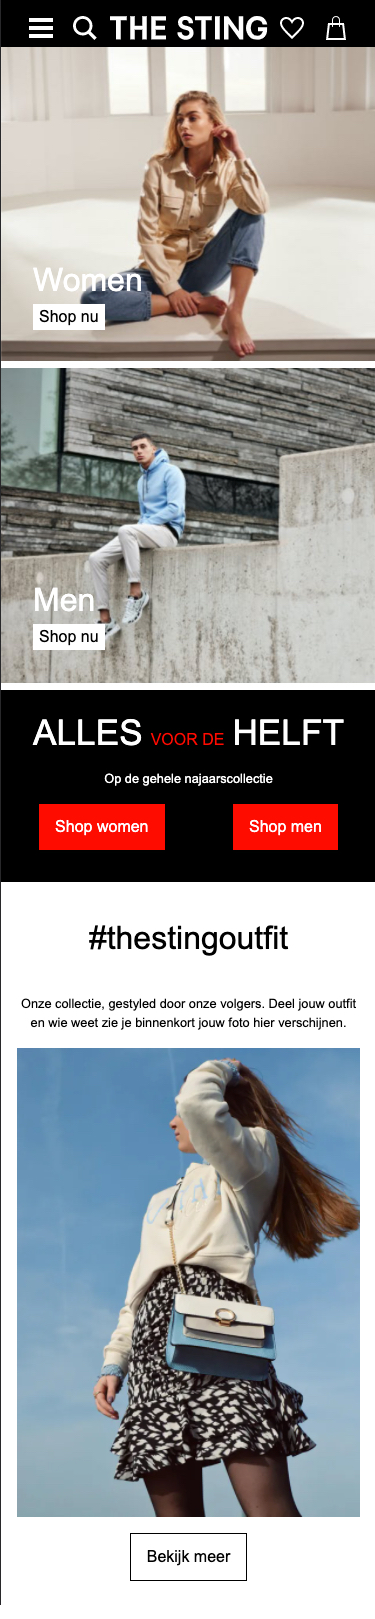 THE STING
Women
Shop nu
Men
Shop nu
ALLES VOOR DE HELFT
Op de gehele najaarscollectie
Shop women
Shop men
#thestingoutfit
Onze collectie, gestyled door onze volgers. Deel jouw outfit
en wie weet zie je binnenkort jouw foto hier verschijnen.
Bekijk meer